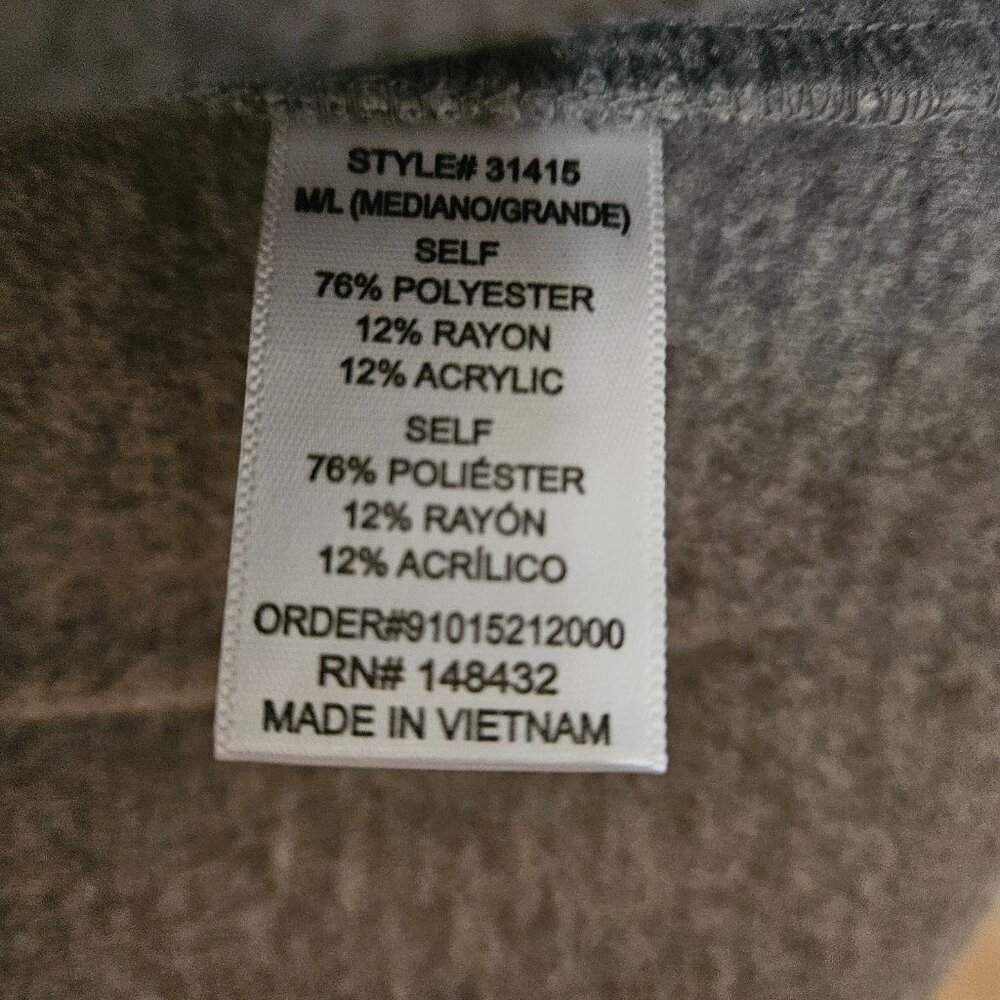 STYLE# 31415
M/L (MEDIANO/GRANDE)
SELF
76% POLYESTER
12% RAYON
12% ACRYLIC
SELF
76% POLIÉSTER
12% RAYÓN
12% ACRÍLICO
ORDER#91015212000
RN# 148432
MADE IN VIETNAM